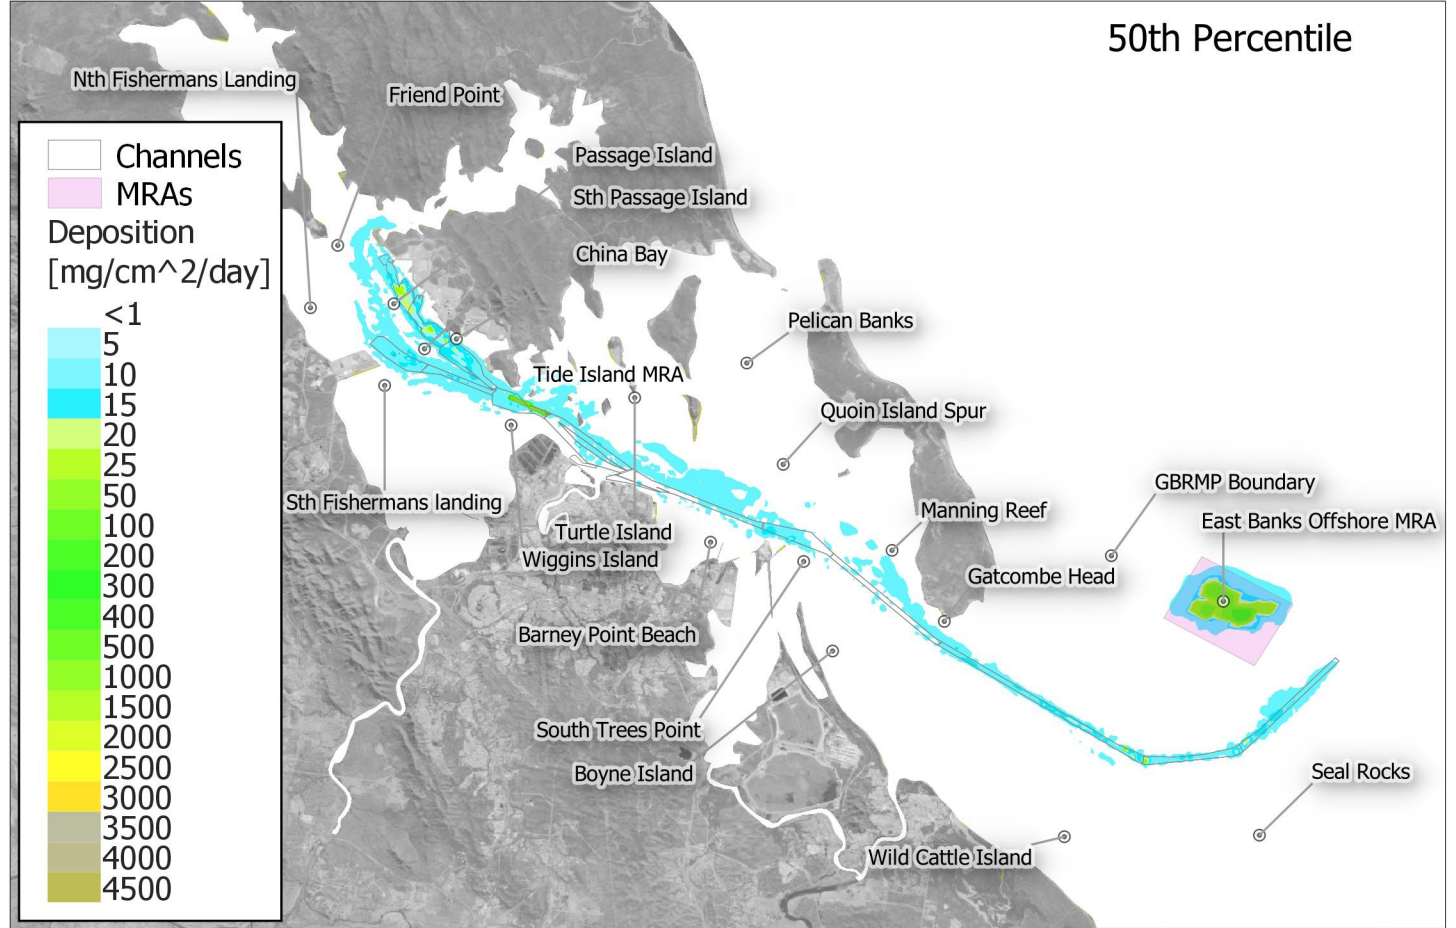 50th Percentile
Nth Fishermans Landing
Friend Point
Channels
MRAs
Deposition
[mg/cm^2/day]
<1
5
10
15
20
25
50
100
200
300
400
500
1000
1500
2000
2500
3000
3500
4000
4500
Passage Island
Sth Passage Island
China Bay
Pelican Banks
Tide Island MRA
Quoin Island Spur
GBRMP Boundary
Sth Fishermans landing
Manning Reef
East Banks Offshore MRA
Turtle Island
Wiggins Island
Gatcombe Head
Barney Point Beach
South Trees Point
Boyne Island
Seal Rocks
Wild Cattle Island